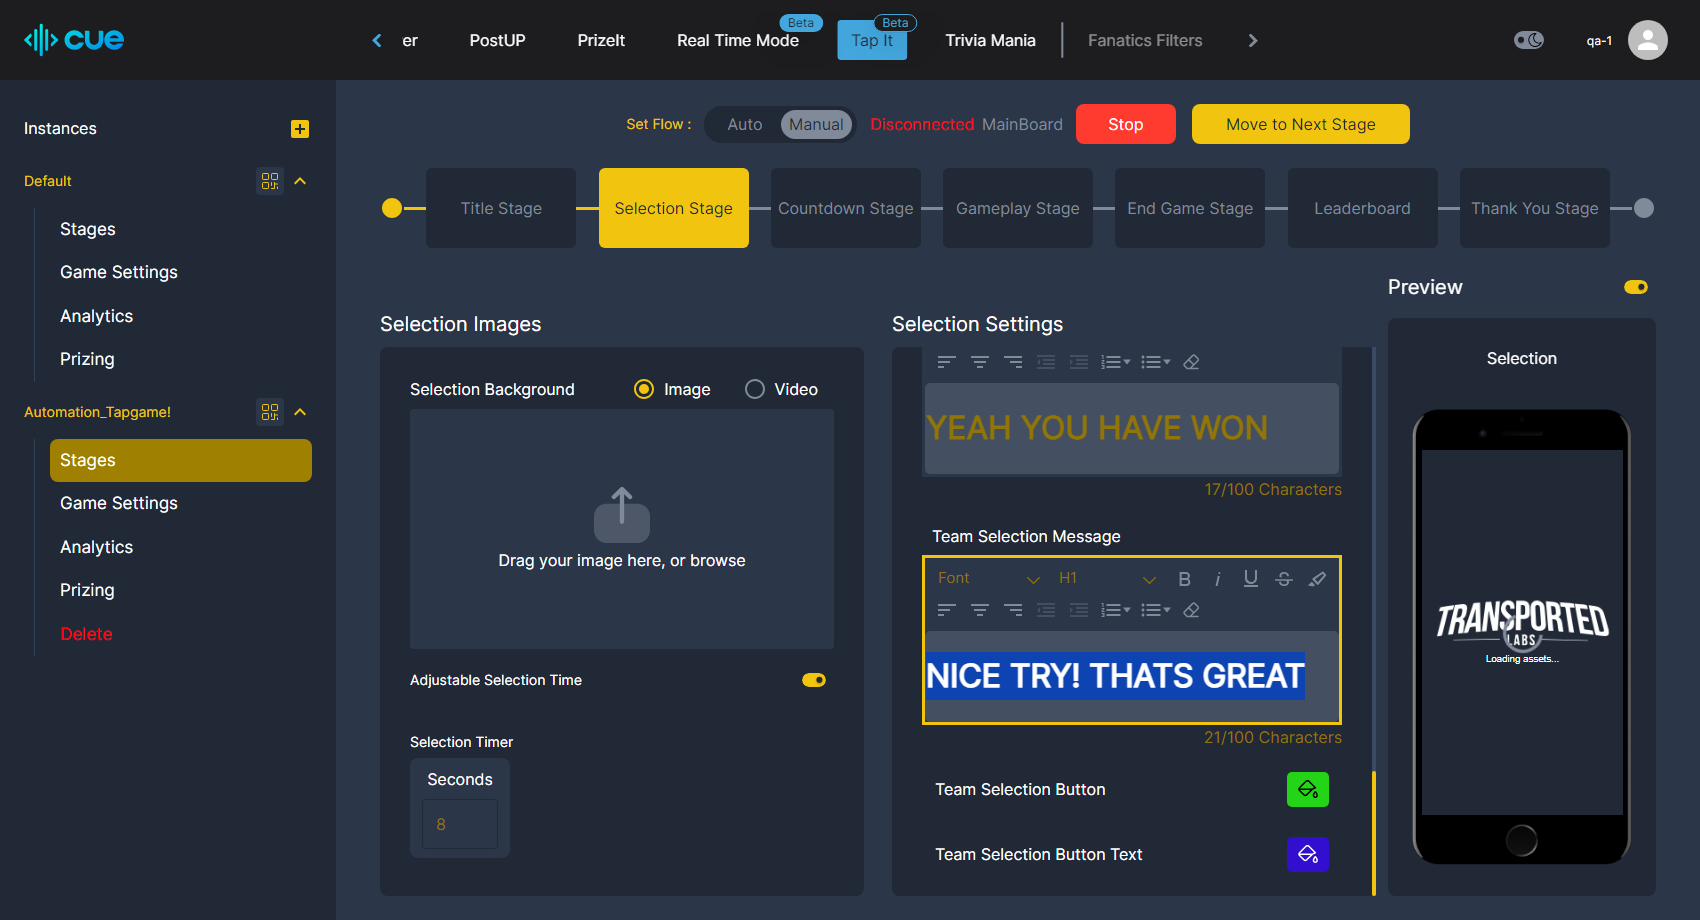 cue
er
PostUP
PrizeIt
Real Time Mode
Beta
Tap It
Beta
Trivia Mania
Fanatics Filters
qa-1
Instances
Default
Stages
Game Settings
Analytics
Prizing
Automation_Tapgame!
Stages
Game Settings
Analytics
Prizing
Delete
Set Flow :
Auto
Manual
Disconnected MainBoard
Stop
Move to Next Stage
Title Stage
Selection Stage
Countdown Stage
Gameplay Stage
End Game Stage
Leaderboard
Thank You Stage
Selection Images
Selection Background
Image
Video
Drag your image here, or browse
Adjustable Selection Time
Selection Timer
Seconds
8
Selection Settings
YEAH YOU HAVE WON
17/100 Characters
Team Selection Message
Font
H1
B
i
U
S
NICE TRY! THATS GREAT
21/100 Characters
Team Selection Button
Team Selection Button Text
Preview
Selection
TRANSPORTED
LABS
Loading assets...